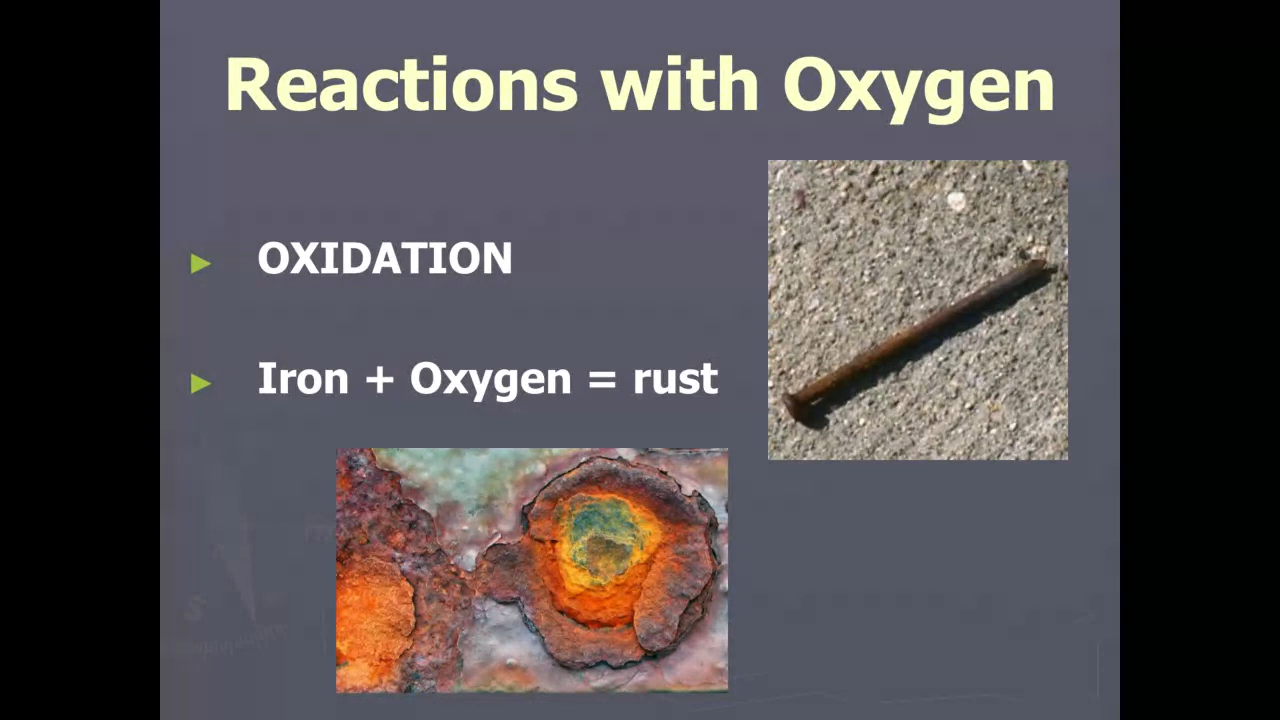 Reactions with Oxygen
OXIDATION
Iron + Oxygen = rust